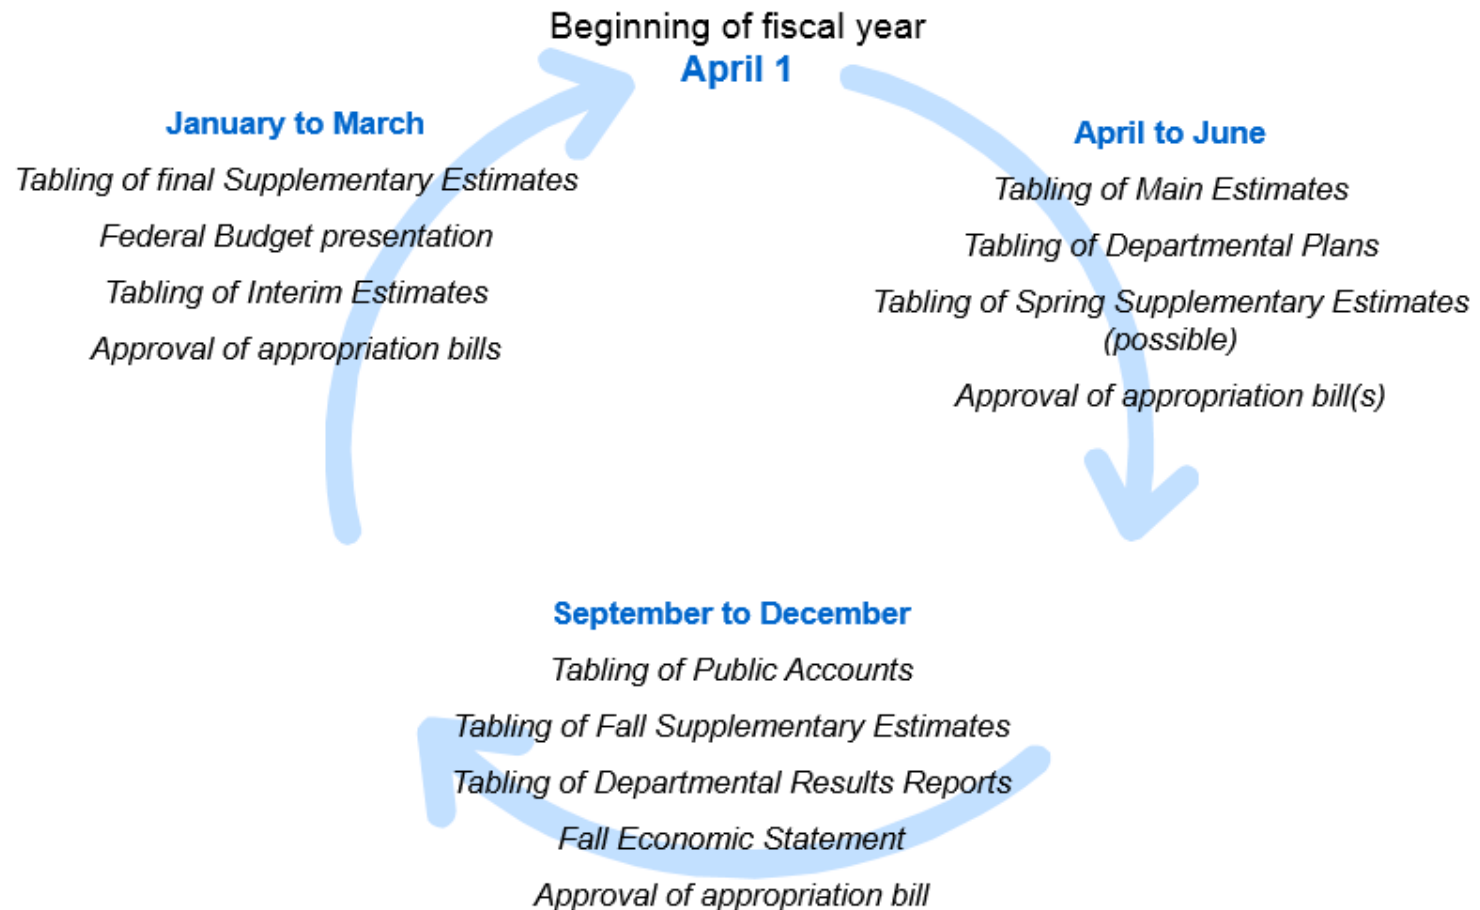 Beginning of fiscal year
April 1
January to March
Tabling of final Supplementary Estimates
Federal Budget presentation
Tabling of Interim Estimates
Approval of appropriation bills
April to June
Tabling of Main Estimates
Tabling of Departmental Plans
Tabling of Spring Supplementary Estimates
(possible)
Approval of appropriation bill(s)
September to December
Tabling of Public Accounts
Tabling of Fall Supplementary Estimates
Tabling of Departmental Results Reports
Fall Economic Statement
Approval of appropriation bill